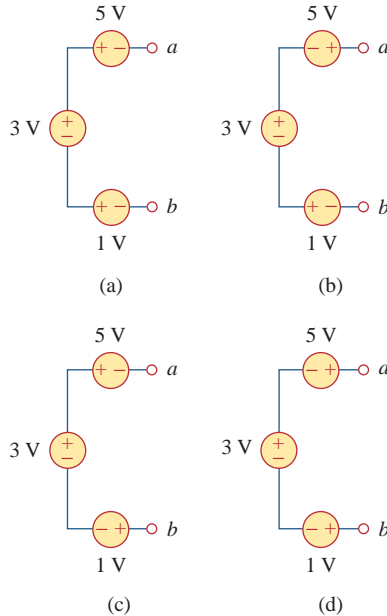 5 V
+ − a
3 V + −
+ − b
1 V
(a)
5 V
− + a
3 V + −
+ − b
1 V
(b)
5 V
+ − a
3 V + −
− + b
1 V
(c)
5 V
− + a
3 V + −
− + b
1 V
(d)